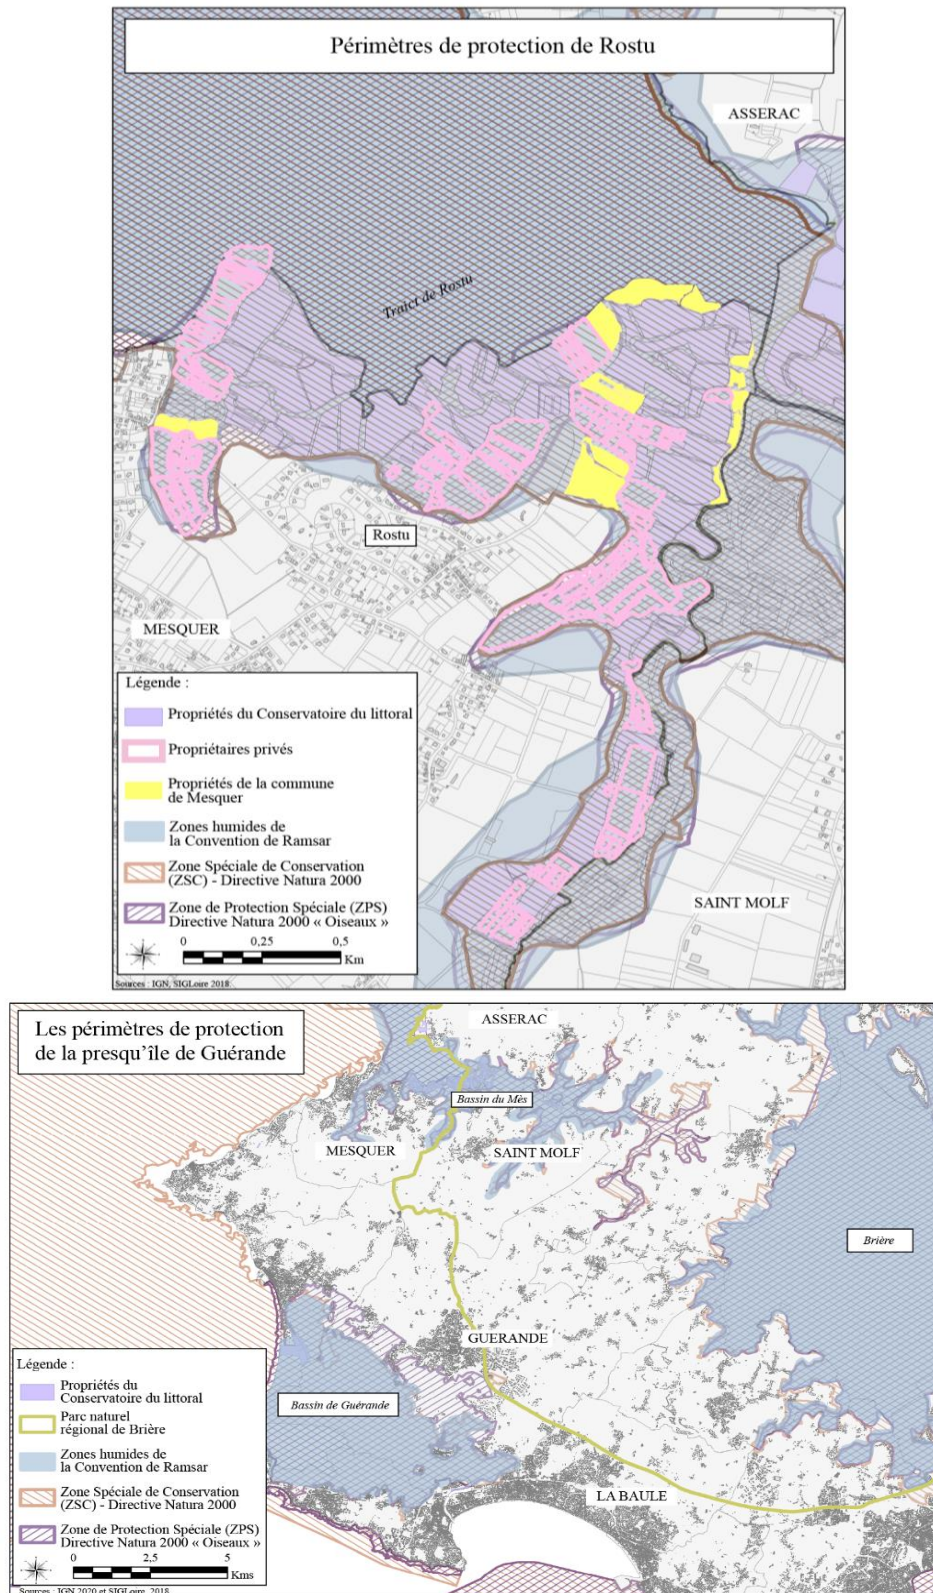 Périmètres de protection de Rostu
ASSERAC
Traict de Rostu
Rostu
MESQUER
SAINT MOLF
Légende :
Propriétés du Conservatoire du littoral
Propriétaires privés
Propriétés de la commune
de Mesquer
Zones humides de
la Convention de Ramsar
Zone Spéciale de Conservation
(ZSC) - Directive Natura 2000
Zone de Protection Spéciale (ZPS)
Directive Natura 2000 « Oiseaux »
0 0,25 0,5
Km
Sources : IGN, SIGLoire 2018
Les périmètres de protection
de la presqu’île de Guérande
ASSERAC
Bassin du Mès
MESQUER
SAINT MOLF
Brière
GUERANDE
Bassin de Guérande
LA BAULE
Légende :
Propriétés du
Conservatoire du littoral
Parc naturel
régional de Brière
Zones humides de
la Convention de Ramsar
Zone Spéciale de Conservation
(ZSC) - Directive Natura 2000
Zone de Protection Spéciale (ZPS)
Directive Natura 2000 « Oiseaux »
0 2,5 5
Kms
Sources : IGN 2020 et SIGLoire, 2018